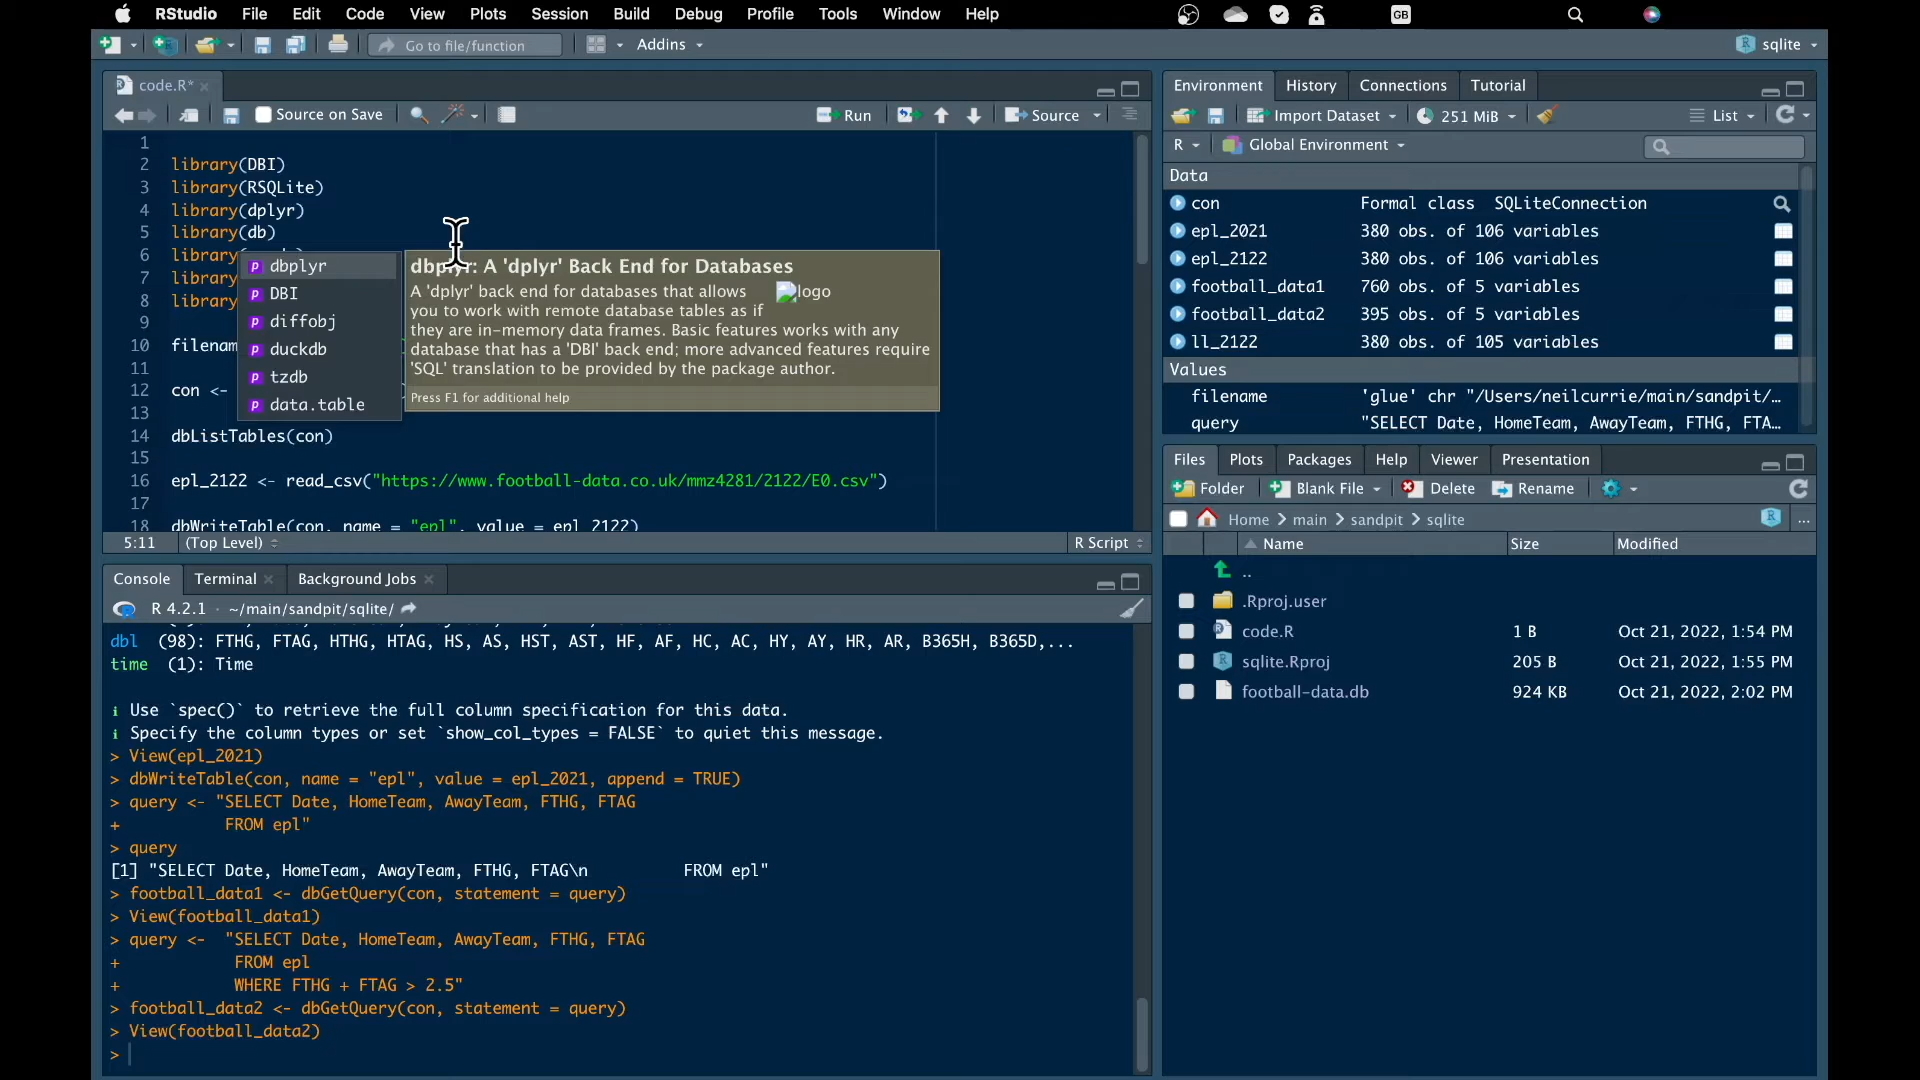 RStudio File Edit Code View Plots Session Build Debug Profile Tools Window Help GB
Go to file/function Addins sqlite
code.R*
Source on Save Run Source
1
2 library(DBI)
3 library(RSQLite)
4 library(dplyr)
5 library(db)
6 library
7 library
8 library
9
10 filenam
11
12 con <-
13
14 dbListTables(con)
15
16 epl_2122 <- read_csv("https://www.football-data.co.uk/mmz4281/2122/E0.csv")
17
18 dbWriteTable(con, name = "epl", value = epl_2122)
dbplyr
DBI
diffobj
duckdb
tzdb
data.table
dbplyr: A 'dplyr' Back End for Databases
A 'dplyr' back end for databases that allows logo
you to work with remote database tables as if
they are in-memory data frames. Basic features works with any
database that has a 'DBI' back end; more advanced features require
'SQL' translation to be provided by the package author.
Press F1 for additional help
5:11 (Top Level) R Script
Console Terminal Background Jobs
R 4.2.1 · ~/main/sandpit/sqlite/
dbl (98): FTHG, FTAG, HTHG, HTAG, HS, AS, HST, AST, HF, AF, HC, AC, HY, AY, HR, AR, B365H, B365D,...
time (1): Time
i Use `spec()` to retrieve the full column specification for this data.
i Specify the column types or set `show_col_types = FALSE` to quiet this message.
> View(epl_2021)
> dbWriteTable(con, name = "epl", value = epl_2021, append = TRUE)
> query <- "SELECT Date, HomeTeam, AwayTeam, FTHG, FTAG
+ FROM epl"
> query
[1] "SELECT Date, HomeTeam, AwayTeam, FTHG, FTAG\n FROM epl"
> football_data1 <- dbGetQuery(con, statement = query)
> View(football_data1)
> query <- "SELECT Date, HomeTeam, AwayTeam, FTHG, FTAG
+ FROM epl
+ WHERE FTHG + FTAG > 2.5"
> football_data2 <- dbGetQuery(con, statement = query)
> View(football_data2)
>
Environment History Connections Tutorial
Import Dataset 251 MiB List
R Global Environment
Data
con Formal class SQLiteConnection
epl_2021 380 obs. of 106 variables
epl_2122 380 obs. of 106 variables
football_data1 760 obs. of 5 variables
football_data2 395 obs. of 5 variables
ll_2122 380 obs. of 105 variables
Values
filename 'glue' chr "/Users/neilcurrie/main/sandpit/…
query "SELECT Date, HomeTeam, AwayTeam, FTHG, FTA…
Files Plots Packages Help Viewer Presentation
Folder Blank File Delete Rename
Home main sandpit sqlite ...
Name Size Modified
..
.Rproj.user
code.R 1 B Oct 21, 2022, 1:54 PM
sqlite.Rproj 205 B Oct 21, 2022, 1:55 PM
football-data.db 924 KB Oct 21, 2022, 2:02 PM